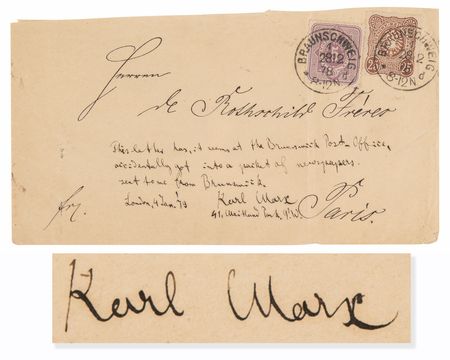 BRAUNSCHWEIG
BRAUNSCHWEIG
Herren
de Rothschild Frères
This letter has, it seems, at the Brunswick Post-Office,
accidentally got into a packet of newspapers
sent to me from Brunswick.
London, 4 Jan. 79 Karl Marx
41, Maitland Park, N.W.
frz. Paris.
Karl Marx